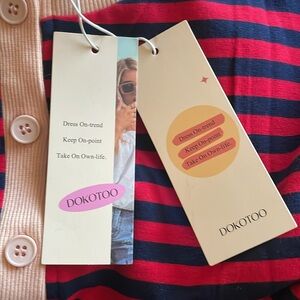 Dress On-trend
Keep On-point
Take On Own-life.
DOKOTOO
Dress On-trend
Keep On-point
Take On Own-life.
DOKOTOO